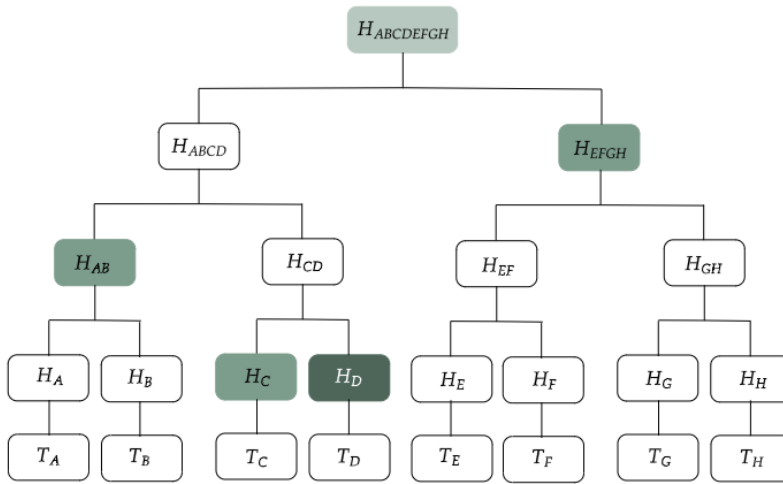 H_ABCDEFGH
H_ABCD H_EFGH
H_AB H_CD H_EF H_GH
H_A H_B H_C H_D H_E H_F H_G H_H
T_A T_B T_C T_D T_E T_F T_G T_H